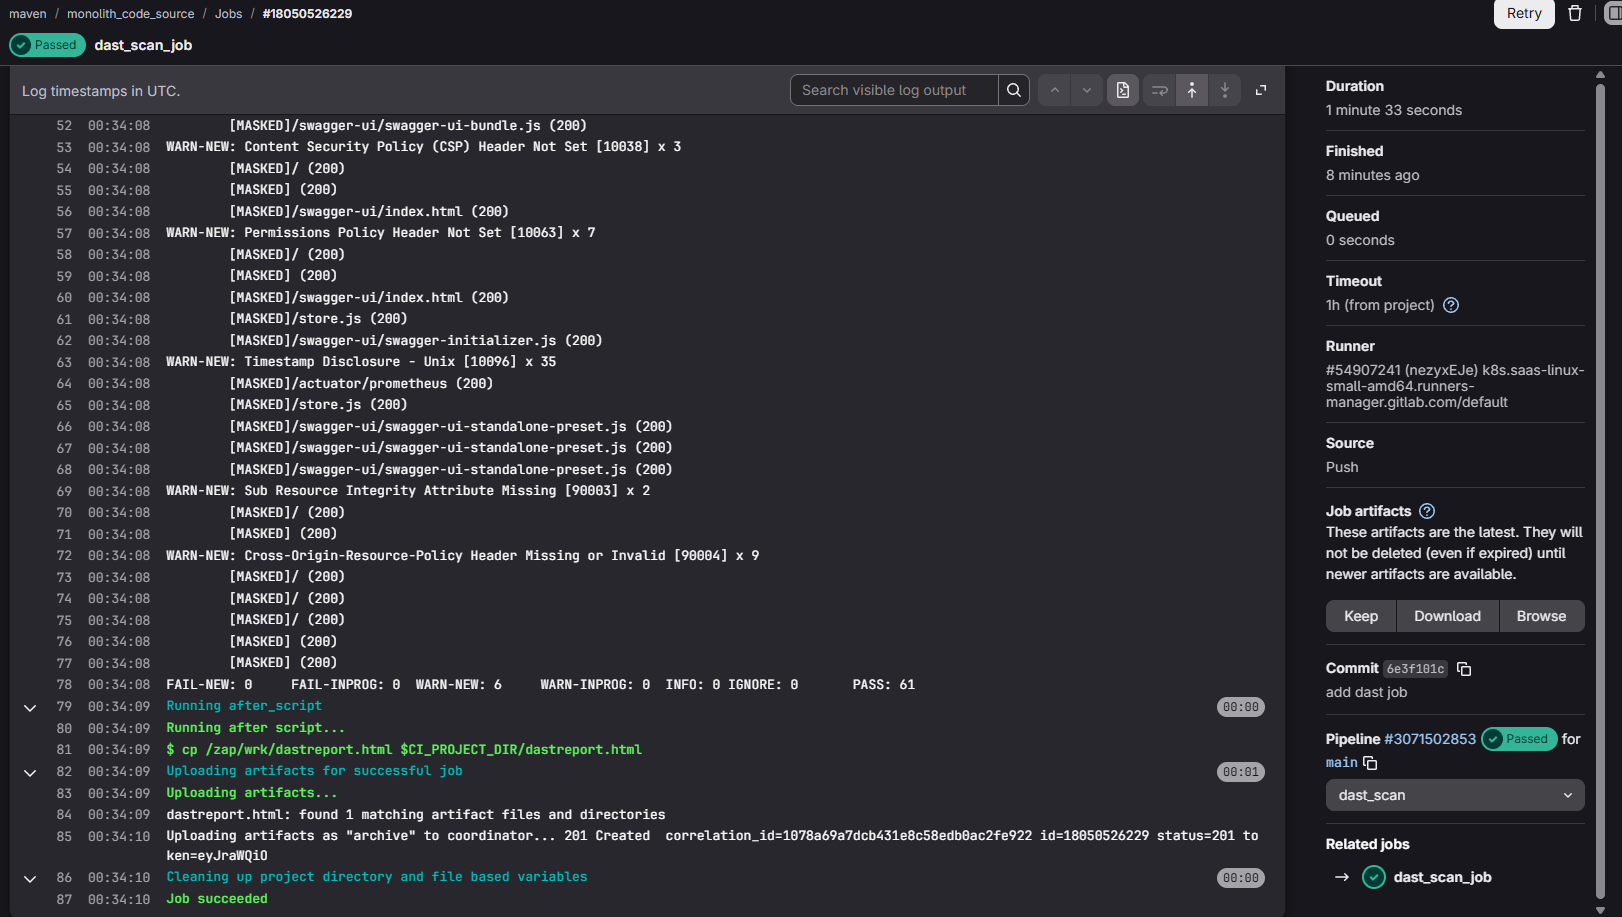 maven / monolith_code_source / Jobs / #18050526229
Retry
Passed dast_scan_job
Log timestamps in UTC.
Search visible log output
52 00:34:08 [MASKED]/swagger-ui/swagger-ui-bundle.js (200)
53 00:34:08 WARN-NEW: Content Security Policy (CSP) Header Not Set [10038] x 3
54 00:34:08 [MASKED]/ (200)
55 00:34:08 [MASKED] (200)
56 00:34:08 [MASKED]/swagger-ui/index.html (200)
57 00:34:08 WARN-NEW: Permissions Policy Header Not Set [10063] x 7
58 00:34:08 [MASKED]/ (200)
59 00:34:08 [MASKED] (200)
60 00:34:08 [MASKED]/swagger-ui/index.html (200)
61 00:34:08 [MASKED]/store.js (200)
62 00:34:08 [MASKED]/swagger-ui/swagger-initializer.js (200)
63 00:34:08 WARN-NEW: Timestamp Disclosure - Unix [10096] x 35
64 00:34:08 [MASKED]/actuator/prometheus (200)
65 00:34:08 [MASKED]/store.js (200)
66 00:34:08 [MASKED]/swagger-ui/swagger-ui-standalone-preset.js (200)
67 00:34:08 [MASKED]/swagger-ui/swagger-ui-standalone-preset.js (200)
68 00:34:08 [MASKED]/swagger-ui/swagger-ui-standalone-preset.js (200)
69 00:34:08 WARN-NEW: Sub Resource Integrity Attribute Missing [90003] x 2
70 00:34:08 [MASKED]/ (200)
71 00:34:08 [MASKED] (200)
72 00:34:08 WARN-NEW: Cross-Origin-Resource-Policy Header Missing or Invalid [90004] x 9
73 00:34:08 [MASKED]/ (200)
74 00:34:08 [MASKED]/ (200)
75 00:34:08 [MASKED]/ (200)
76 00:34:08 [MASKED] (200)
77 00:34:08 [MASKED] (200)
78 00:34:08 FAIL-NEW: 0 FAIL-INPROG: 0 WARN-NEW: 6 WARN-INPROG: 0 INFO: 0 IGNORE: 0 PASS: 61
79 00:34:09 Running after_script 00:00
80 00:34:09 Running after script...
81 00:34:09 $ cp /zap/wrk/dastreport.html $CI_PROJECT_DIR/dastreport.html
82 00:34:09 Uploading artifacts for successful job 00:01
83 00:34:09 Uploading artifacts...
84 00:34:09 dastreport.html: found 1 matching artifact files and directories
85 00:34:10 Uploading artifacts as "archive" to coordinator... 201 Created correlation_id=1078a69a7dcb431e8c58edb0ac2fe922 id=18050526229 status=201 to
ken=eyJraWQiO
86 00:34:10 Cleaning up project directory and file based variables 00:00
87 00:34:10 Job succeeded
Duration
1 minute 33 seconds
Finished
8 minutes ago
Queued
0 seconds
Timeout
1h (from project)
Runner
#54907241 (nezyxEJe) k8s.saas-linux-
small-amd64.runners-
manager.gitlab.com/default
Source
Push
Job artifacts
These artifacts are the latest. They will
not be deleted (even if expired) until
newer artifacts are available.
Keep Download Browse
Commit 6e3f101c
add dast job
Pipeline #3071502853 Passed for
main
dast_scan
Related jobs
→ dast_scan_job